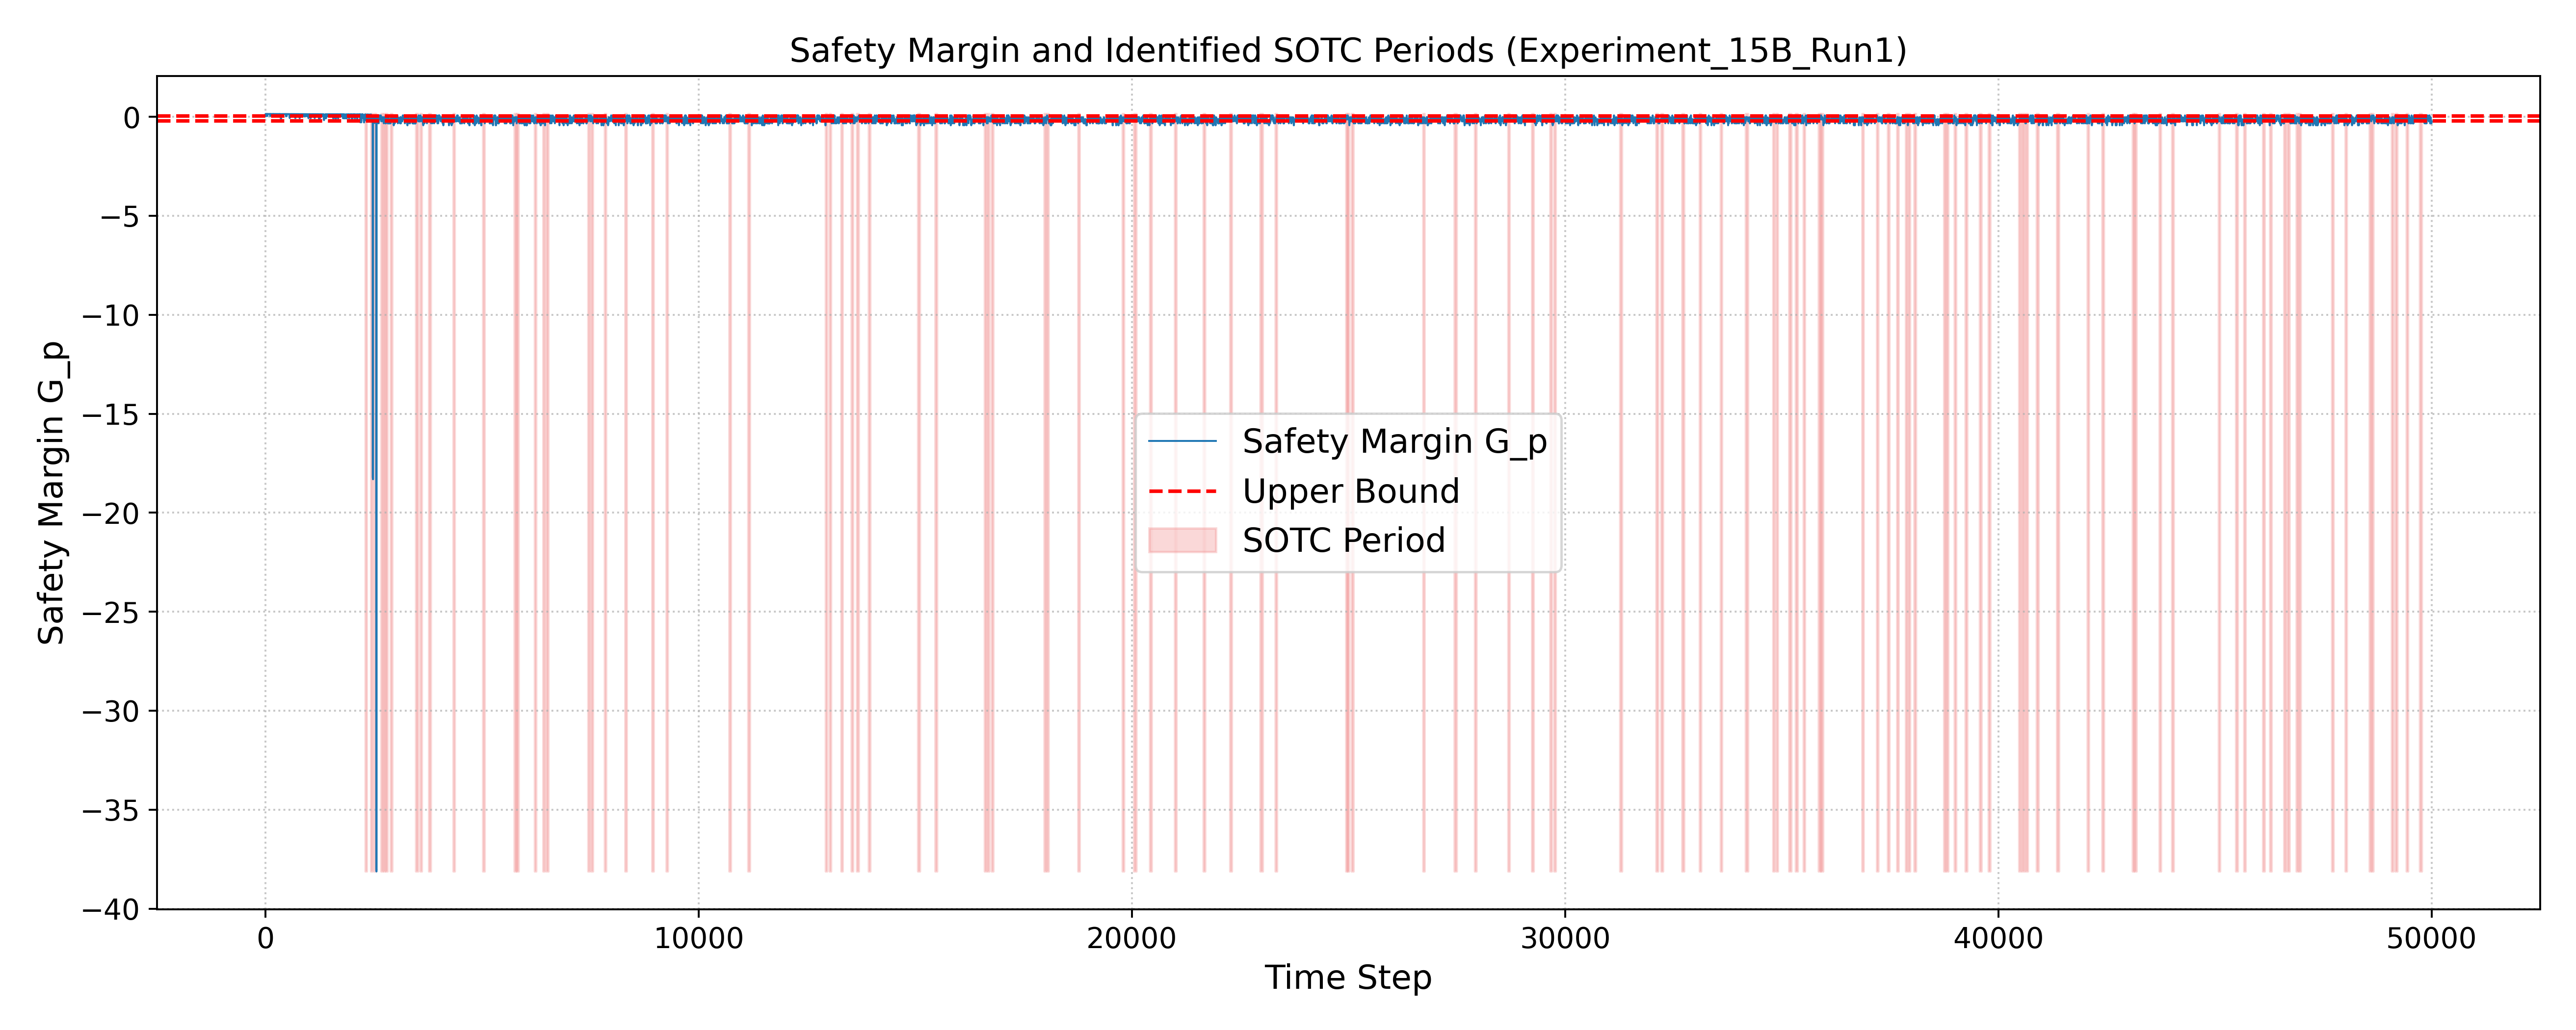 Safety Margin and Identified SOTC Periods (Experiment_15B_Run1)
Safety Margin G_p
0
−5
−10
−15
−20
−25
−30
−35
−40
Safety Margin G_p
Upper Bound
SOTC Period
0
10000
20000
30000
40000
50000
Time Step